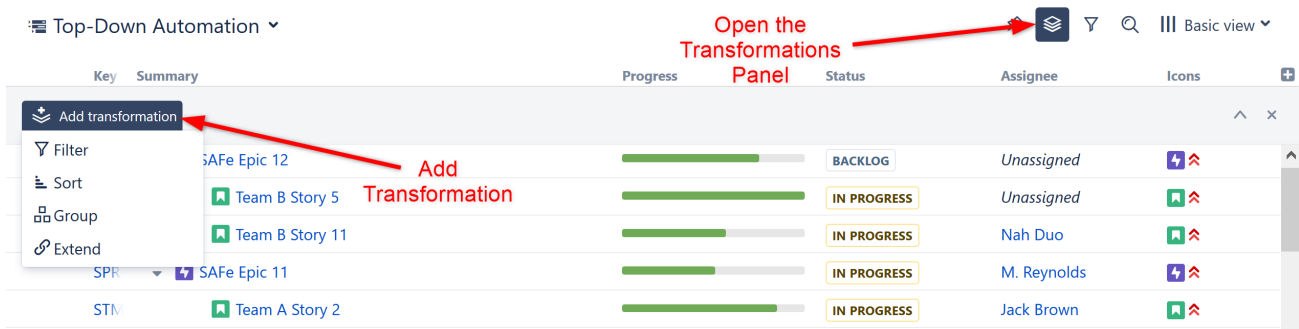 Top-Down Automation
Open the
Transformations
Panel
Basic view
Key Summary Progress Status Assignee Icons
Add transformation
Filter
Sort
Group
Extend
Add
Transformation
SAFe Epic 12 BACKLOG Unassigned
Team B Story 5 IN PROGRESS Unassigned
Team B Story 11 IN PROGRESS Nah Duo
SPR SAFe Epic 11 IN PROGRESS M. Reynolds
STM Team A Story 2 IN PROGRESS Jack Brown